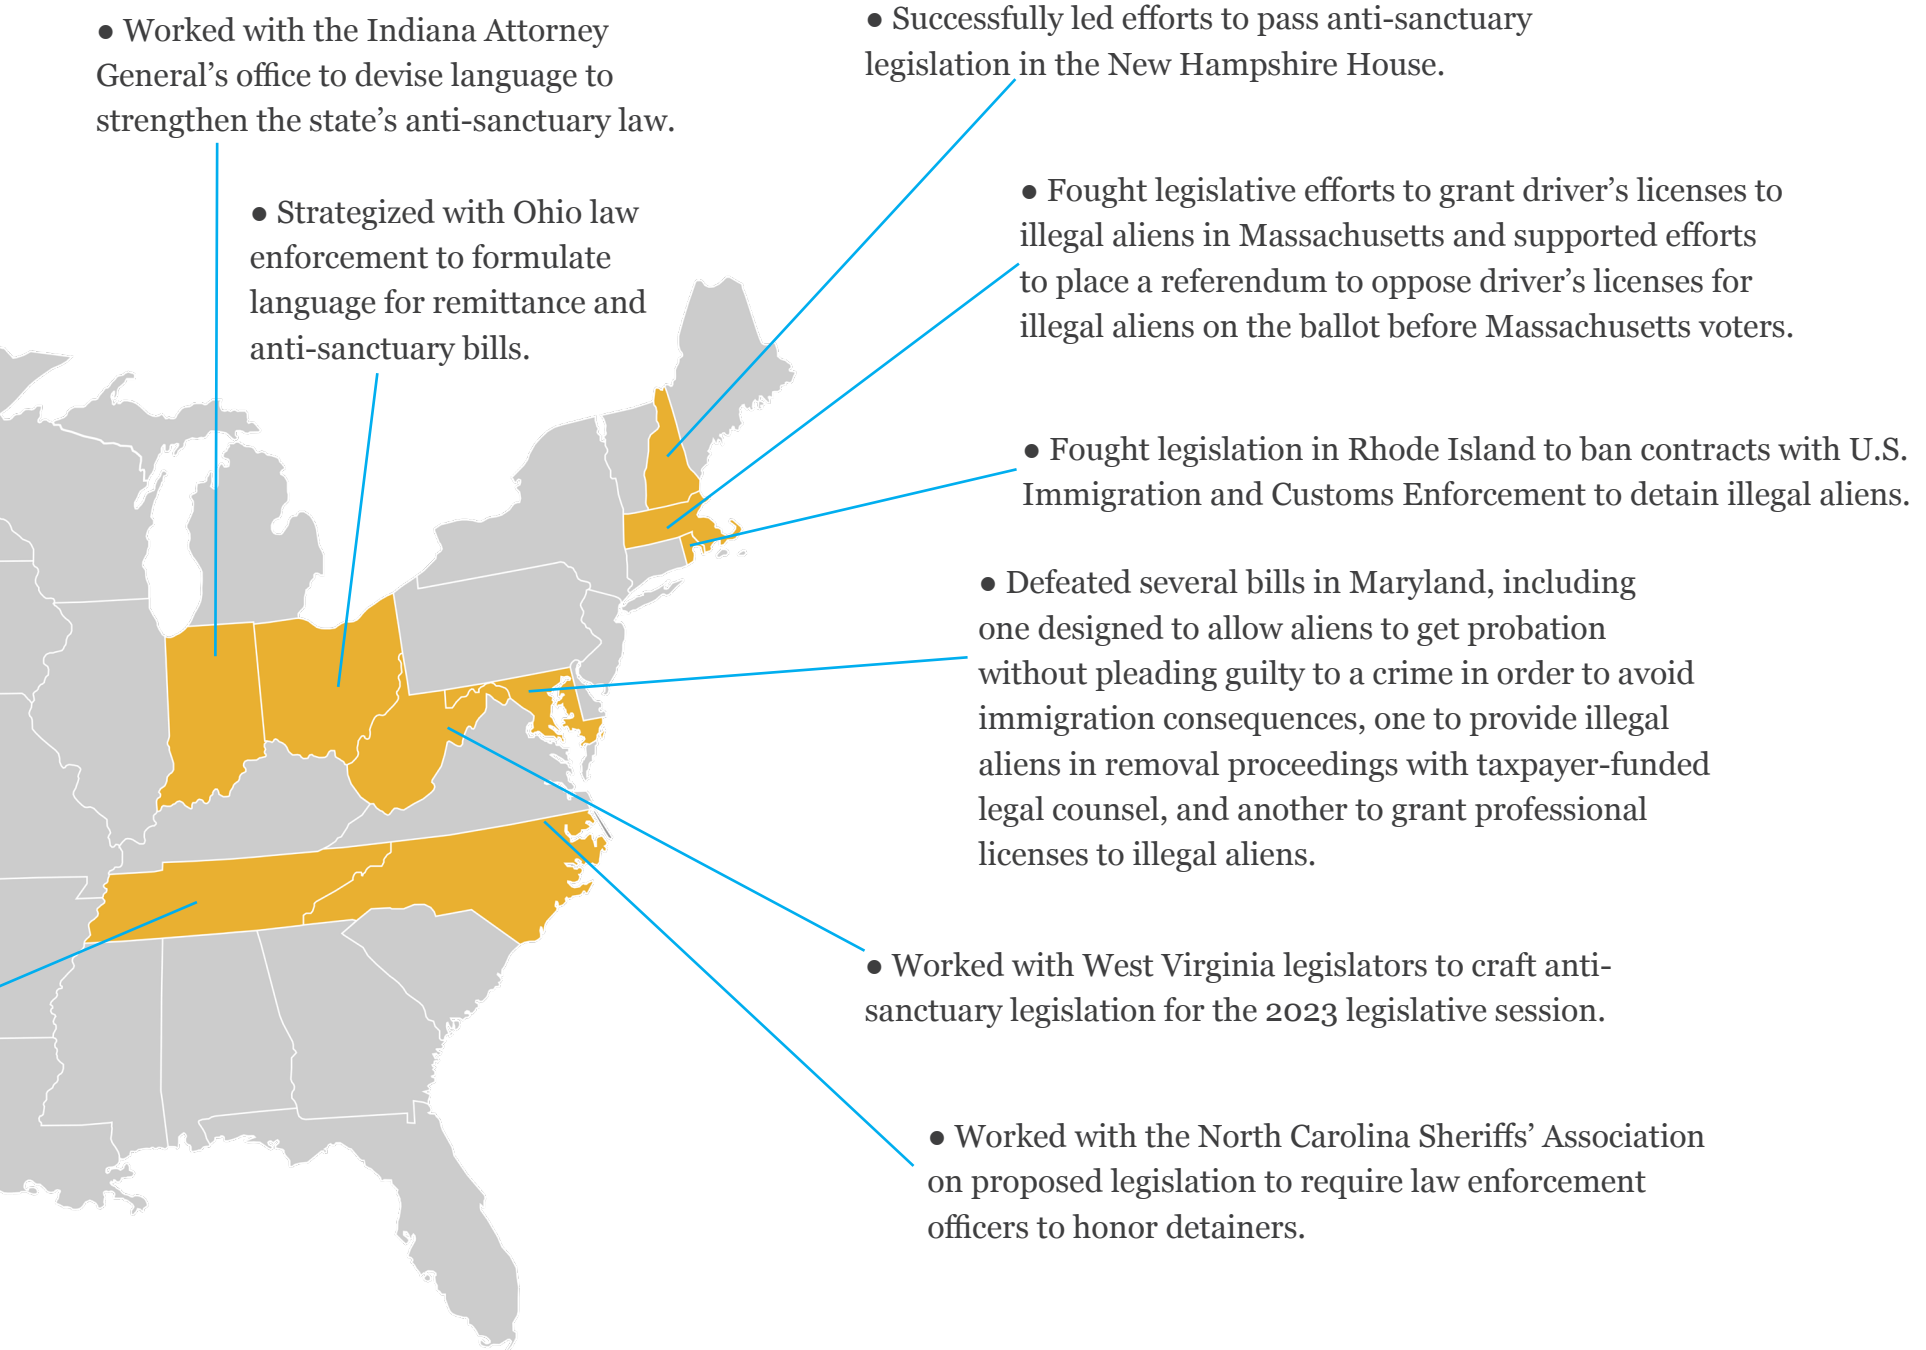 ● Worked with the Indiana Attorney
General’s office to devise language to
strengthen the state’s anti-sanctuary law.
● Strategized with Ohio law
enforcement to formulate
language for remittance and
anti-sanctuary bills.
● Successfully led efforts to pass anti-sanctuary
legislation in the New Hampshire House.
● Fought legislative efforts to grant driver’s licenses to
illegal aliens in Massachusetts and supported efforts
to place a referendum to oppose driver’s licenses for
illegal aliens on the ballot before Massachusetts voters.
● Fought legislation in Rhode Island to ban contracts with U.S.
Immigration and Customs Enforcement to detain illegal aliens.
● Defeated several bills in Maryland, including
one designed to allow aliens to get probation
without pleading guilty to a crime in order to avoid
immigration consequences, one to provide illegal
aliens in removal proceedings with taxpayer-funded
legal counsel, and another to grant professional
licenses to illegal aliens.
● Worked with West Virginia legislators to craft anti-
sanctuary legislation for the 2023 legislative session.
● Worked with the North Carolina Sheriffs’ Association
on proposed legislation to require law enforcement
officers to honor detainers.